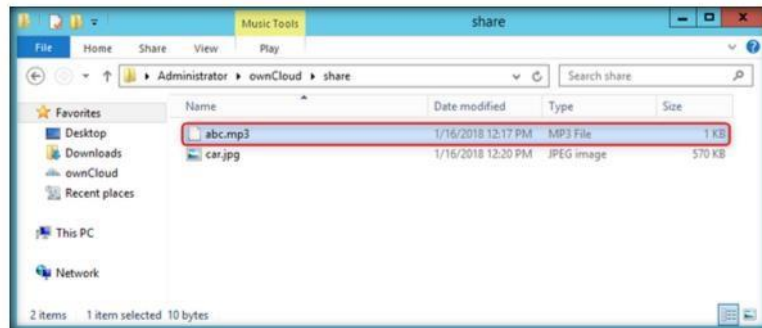 Music Tools
share
File Home Share View Play
Administrator ownCloud share
Search share
Name Date modified Type Size
Favorites
Desktop
Downloads
ownCloud
Recent places
This PC
Network
abc.mp3 1/16/2018 12:17 PM MP3 File 1 KB
car.jpg 1/16/2018 12:20 PM JPEG image 570 KB
2 items 1 item selected 10 bytes